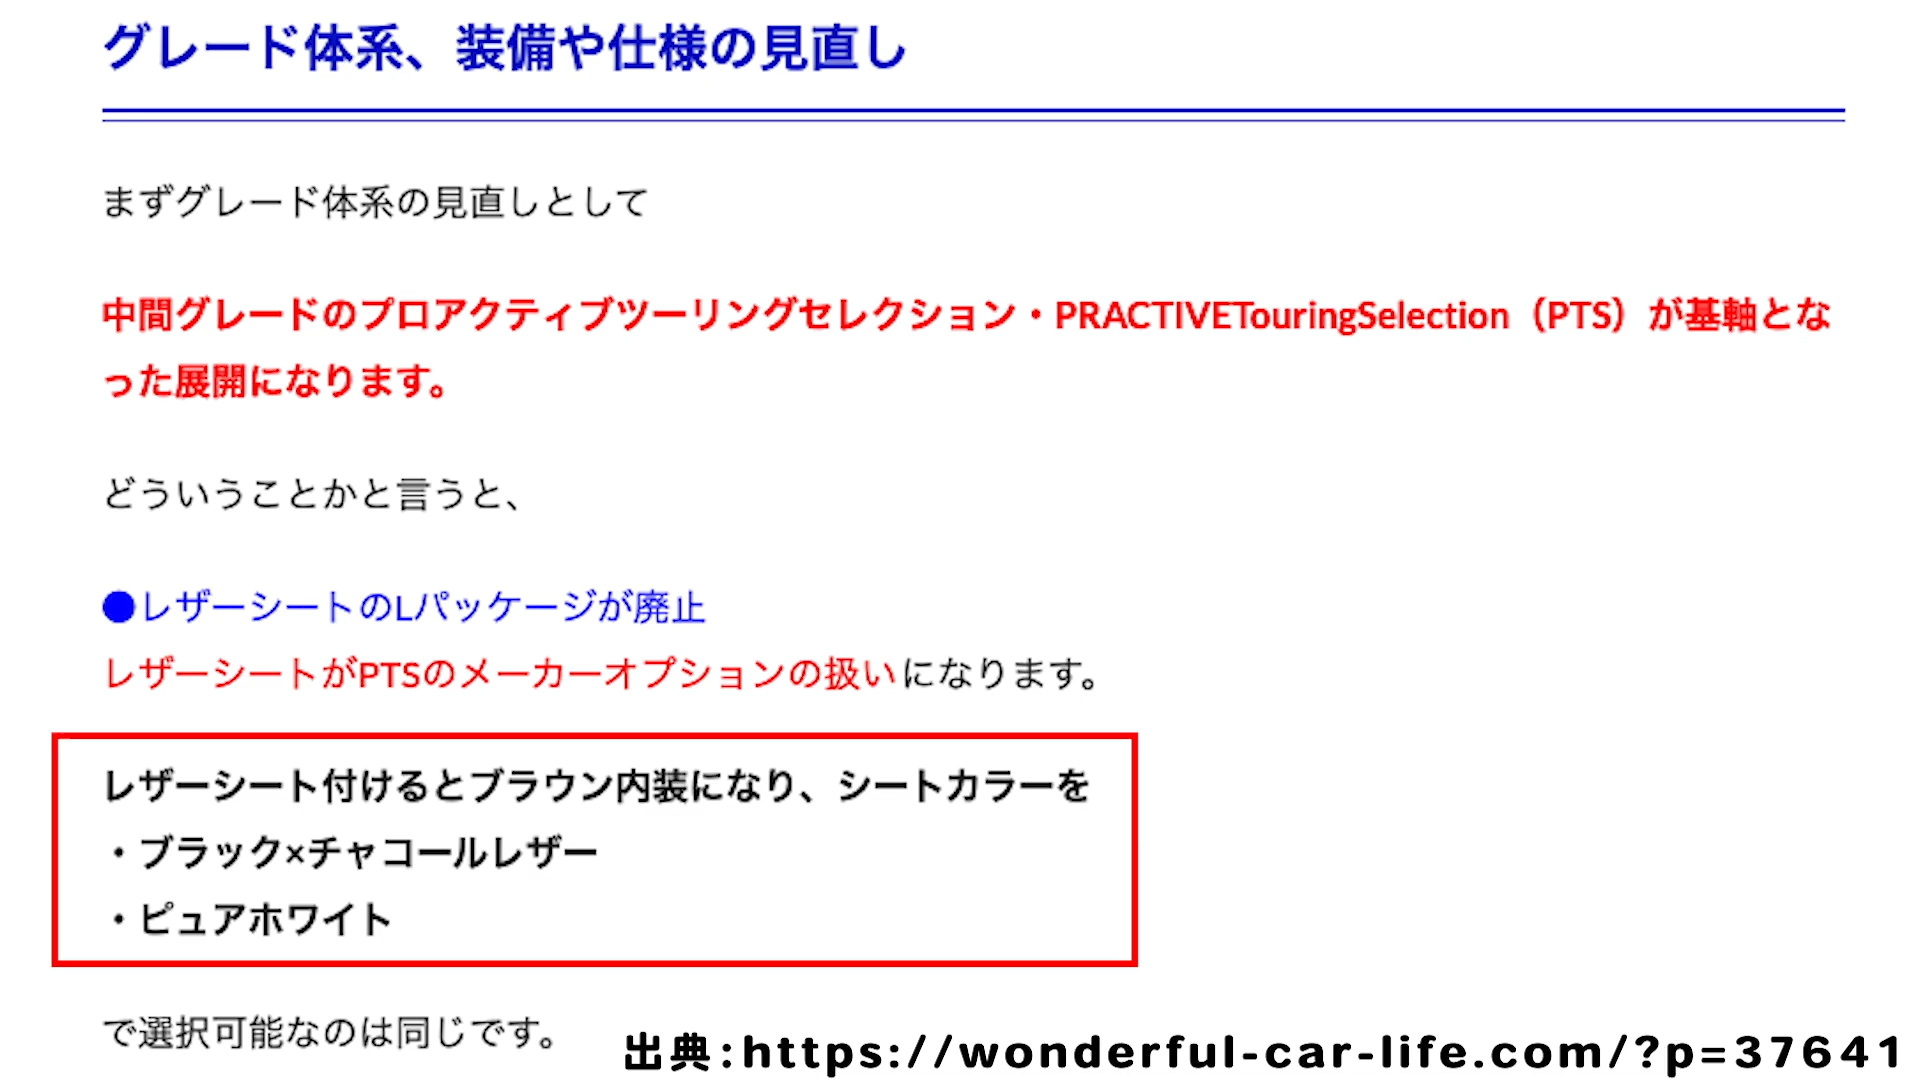 グレード体系、装備や仕様の見直し
まずグレード体系の見直しとして
中間グレードのプロアクティブツーリングセレクション・PRACTIVETouringSelection（PTS）が基軸とな
った展開になります。
どういうことかと言うと、
●レザーシートのLパッケージが廃止
レザーシートがPTSのメーカーオプションの扱いになります。
レザーシート付けるとブラウン内装になり、シートカラーを
・ブラック×チャコールレザー
・ピュアホワイト
で選択可能なのは同じです。
出典:https://wonderful-car-life.com/?p=37641